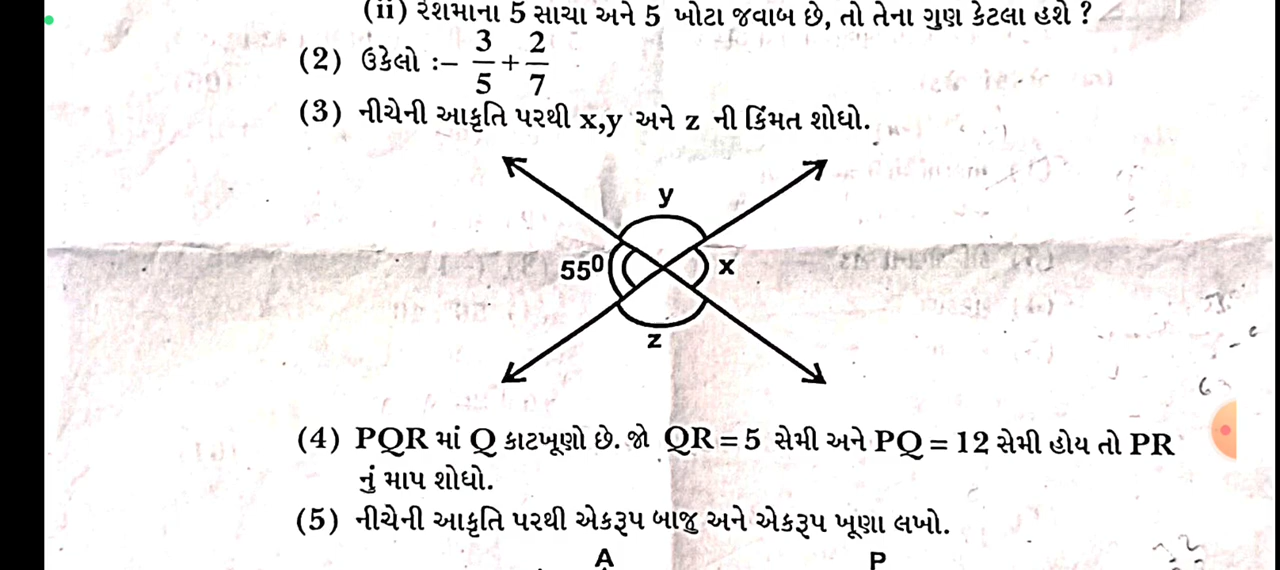 (ii) રેશમાના 5 સાચા અને 5 ખોટા જવાબ છે, તો તેના ગુણ કેટલા હશે ?
(2) ઉકેલો :– 3/5 + 2/7
(3) નીચેની આકૃતિ પરથી x,y અને z ની કિંમત શોધો.
y
55⁰ x
z
(4) PQR માં Q કાટખૂણો છે. જો QR = 5 સેમી અને PQ = 12 સેમી હોય તો PR
નું માપ શોધો.
(5) નીચેની આકૃતિ પરથી એકરૂપ બાજુ અને એકરૂપ ખૂણા લખો.
A P